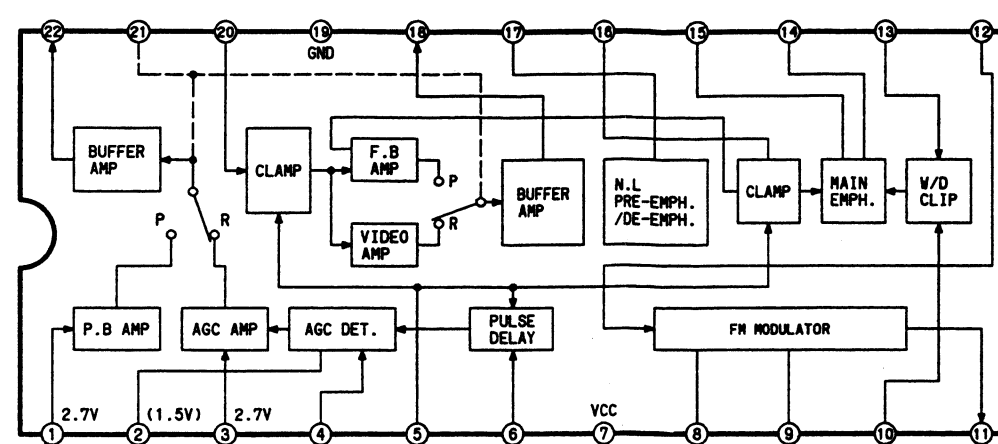 22 21 20 19 18 17 16 15 14 13 12
GND
BUFFER
AMP
CLAMP
F.B
AMP
P
BUFFER
AMP
N.L
PRE-EMPH.
/DE-EMPH.
CLAMP
MAIN
EMPH.
W/D
CLIP
P
R
R
VIDEO
AMP
P.B AMP
AGC AMP
AGC DET.
PULSE
DELAY
FM MODULATOR
2.7V
(1.5V)
2.7V
VCC
1 2 3 4 5 6 7 8 9 10 11